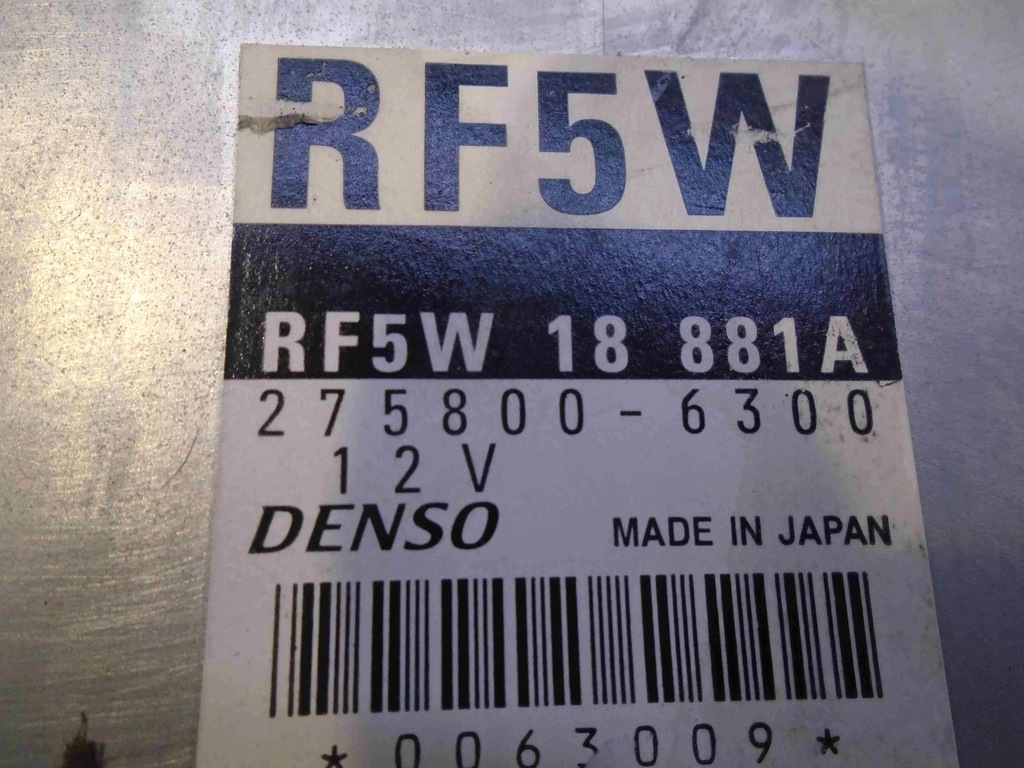 RF5W
RF5W 18 881A
275800-6300
12V
DENSO MADE IN JAPAN
*0063009*